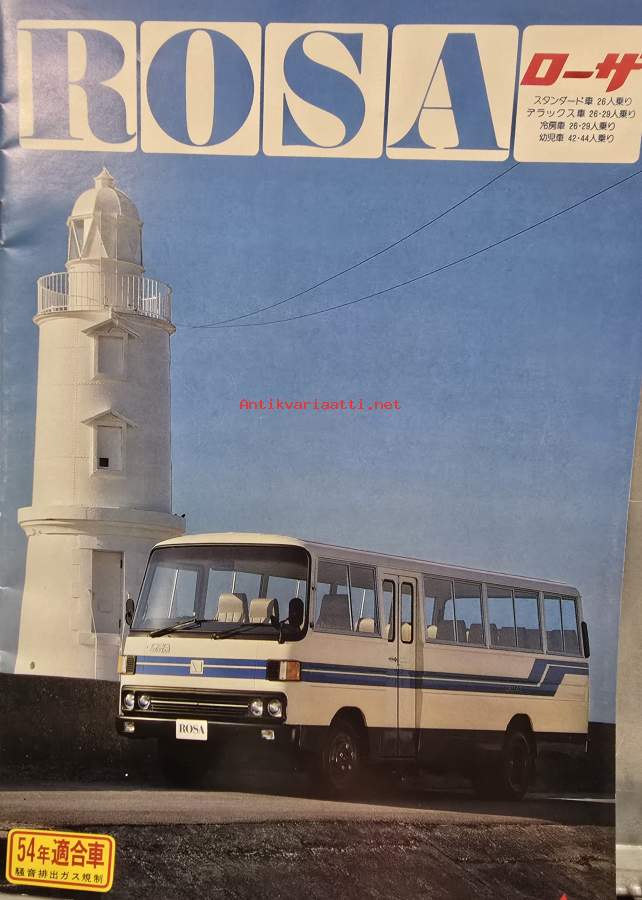 ROSA
ローザ
スタンダード車 26人乗り
デラックス車 26·29人乗り
冷房車 26·29人乗り
幼児車 42·44人乗り
Antikvariaatti.net
ROSA
54年適合車
騒音排出ガス規制